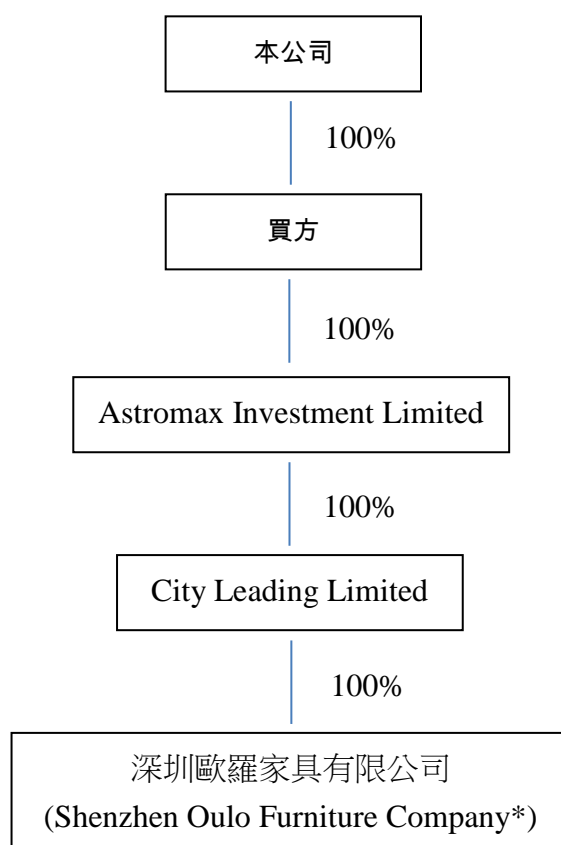 本公司
100%
買方
100%
Astromax Investment Limited
100%
City Leading Limited
100%
深圳歐羅家具有限公司
(Shenzhen Oulo Furniture Company*)